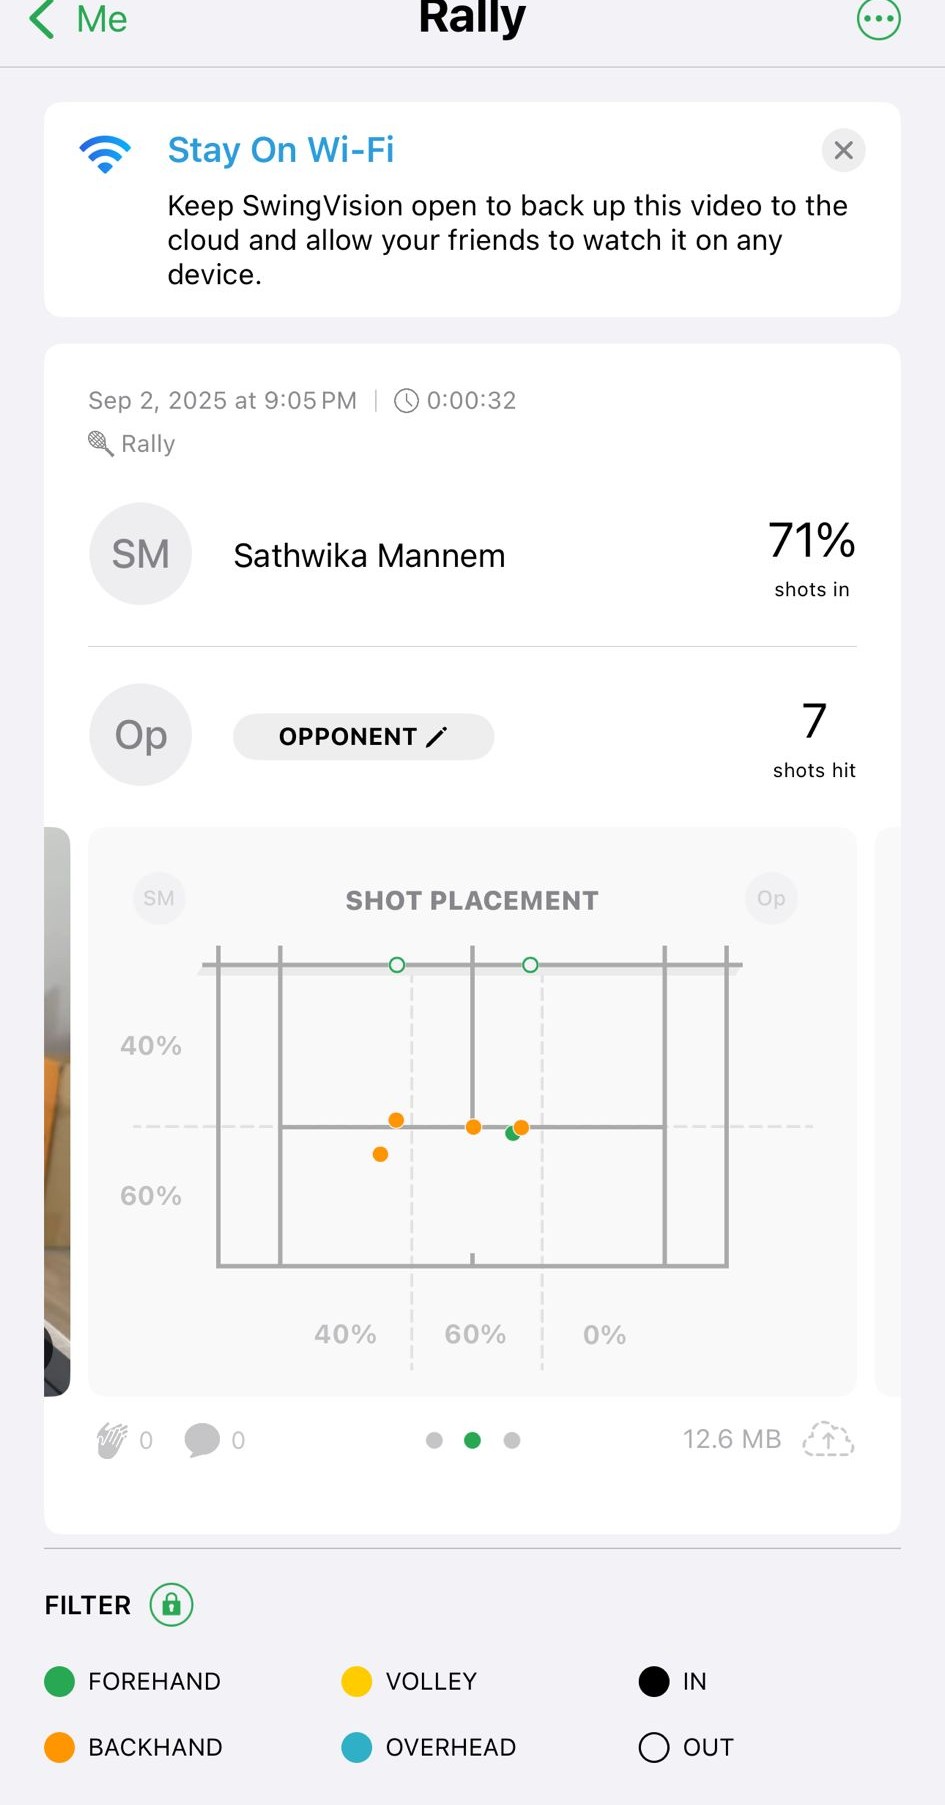 Me
Rally
Stay On Wi-Fi
Keep SwingVision open to back up this video to the
cloud and allow your friends to watch it on any
device.
Sep 2, 2025 at 9:05 PM | 0:00:32
Rally
SM
Sathwika Mannem
71%
shots in
Op
OPPONENT
7
shots hit
SM
SHOT PLACEMENT
Op
40%
60%
40%
60%
0%
0
0
12.6 MB
FILTER
FOREHAND
VOLLEY
IN
BACKHAND
OVERHEAD
OUT